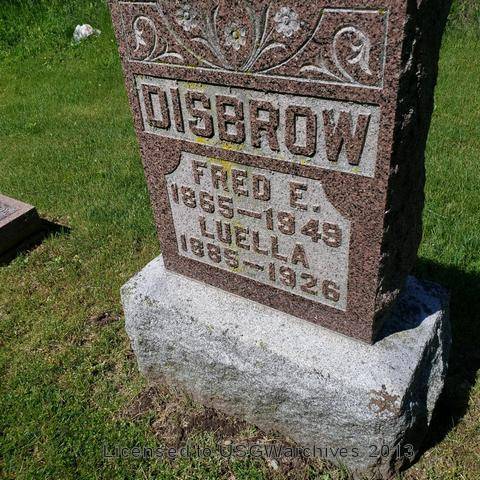 DISBROW
FRED E.
1865–1949
LUELLA
1885–1926
Licensed to USGWarchives 2013